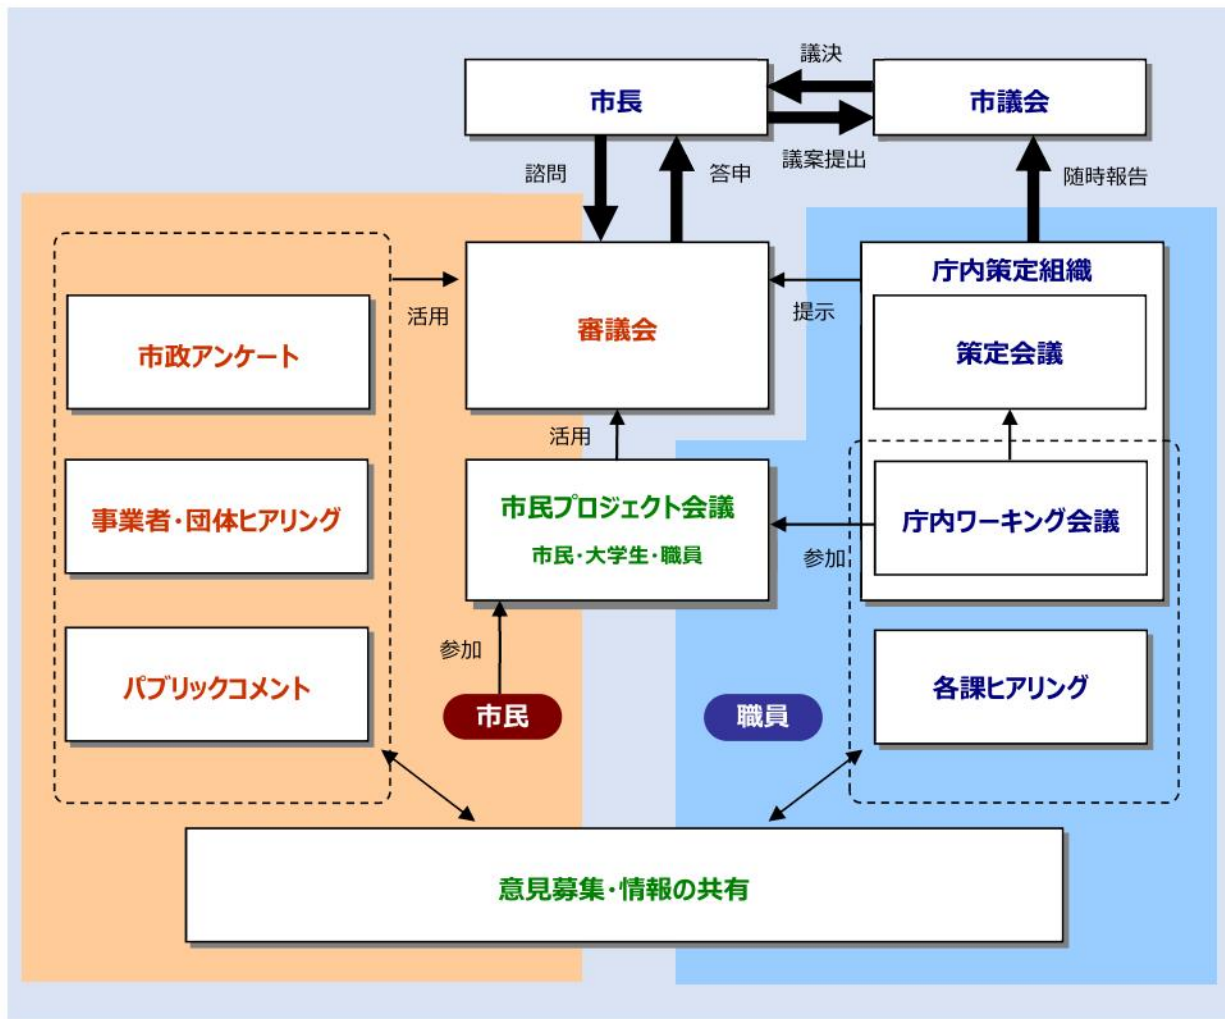 議決
市長
市議会
議案提出
諮問
答申
随時報告
庁内策定組織
活用
審議会
提示
市政アンケート
策定会議
活用
事業者・団体ヒアリング
市民プロジェクト会議
市民・大学生・職員
庁内ワーキング会議
参加
参加
パブリックコメント
市民
職員
各課ヒアリング
意見募集・情報の共有